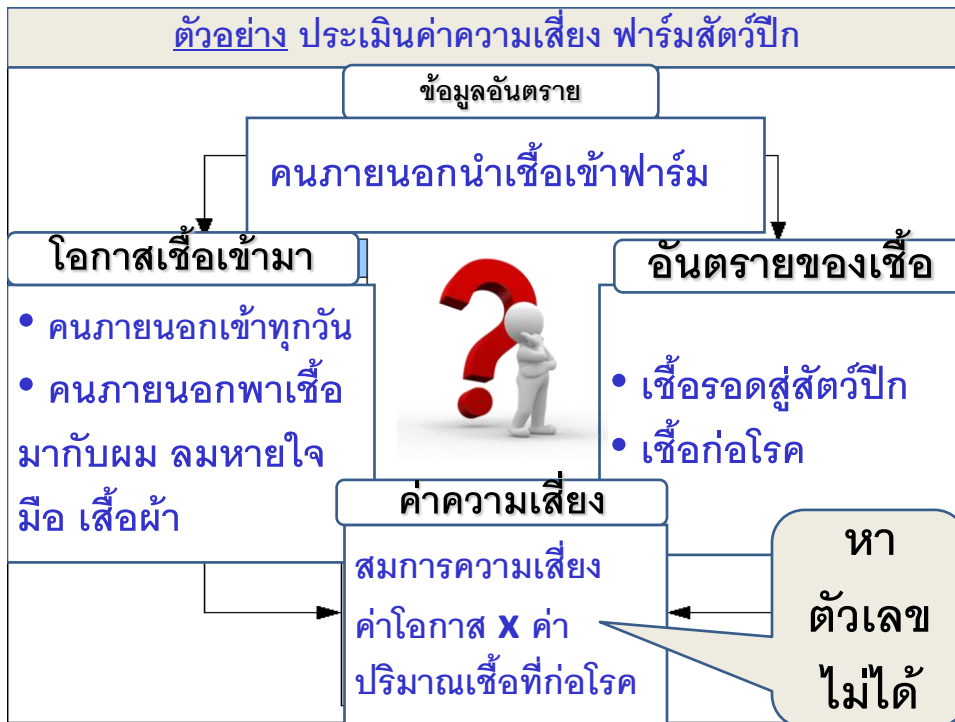 ตัวอย่าง ประเมินค่าความเสี่ยง ฟาร์มสัตว์ปีก
ข้อมูลอันตราย
คนภายนอกนำเชื้อเข้าฟาร์ม
โอกาสเชื้อเข้ามา
• คนภายนอกเข้าทุกวัน
• คนภายนอกพาเชื้อ
มากับผม ลมหายใจ
มือ เสื้อผ้า
อันตรายของเชื้อ
• เชื้อรอดสู่สัตว์ปีก
• เชื้อก่อโรค
ค่าความเสี่ยง
สมการความเสี่ยง
ค่าโอกาส X ค่า
ปริมาณเชื้อที่ก่อโรค
หา
ตัวเลข
ไม่ได้